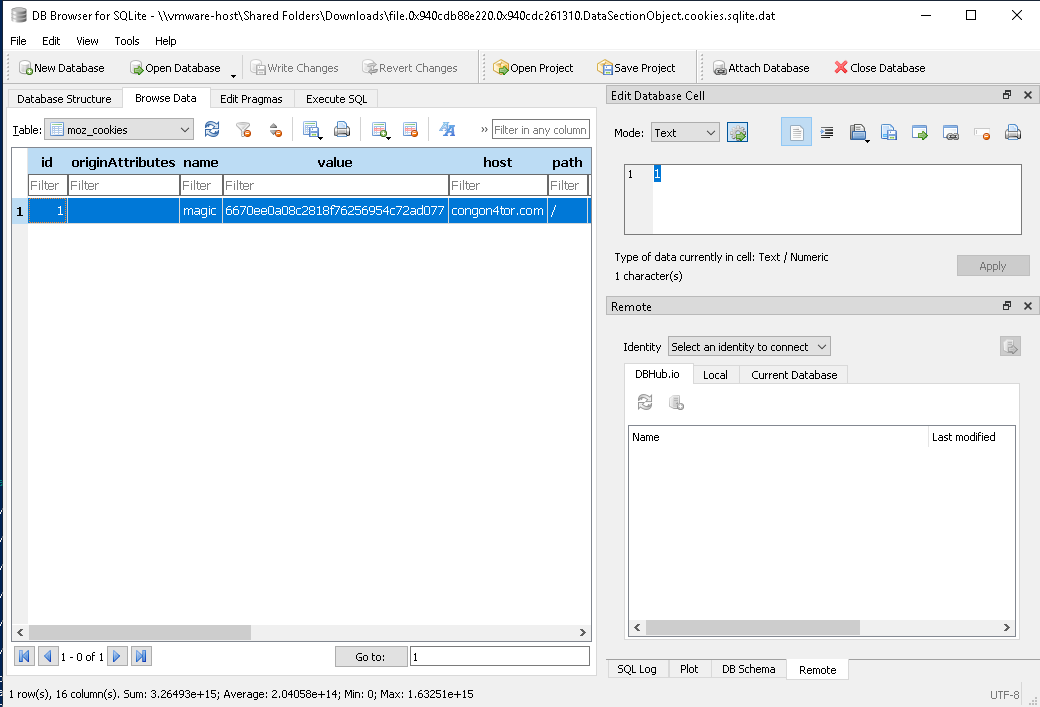 DB Browser for SQLite - \\vmware-host\Shared Folders\Downloads\file.0x940cdb88e220.0x940cdc261310.DataSectionObject.cookies.sqlite.dat
File Edit View Tools Help
New Database Open Database Write Changes Revert Changes Open Project Save Project Attach Database Close Database
Database Structure Browse Data Edit Pragmas Execute SQL
Table: moz_cookies » Filter in any column
id originAttributes name value host path
Filter Filter Filter Filter Filter Filter
1 1 magic 6670ee0a08c2818f76256954c72ad077 congon4tor.com /
1 - 0 of 1 Go to: 1
Edit Database Cell
Mode: Text
1 1
Type of data currently in cell: Text / Numeric
1 character(s)
Apply
Remote
Identity Select an identity to connect
DBHub.io Local Current Database
Name Last modified
SQL Log Plot DB Schema Remote
1 row(s), 16 column(s). Sum: 3.26493e+15; Average: 2.04058e+14; Min: 0; Max: 1.63251e+15 UTF-8